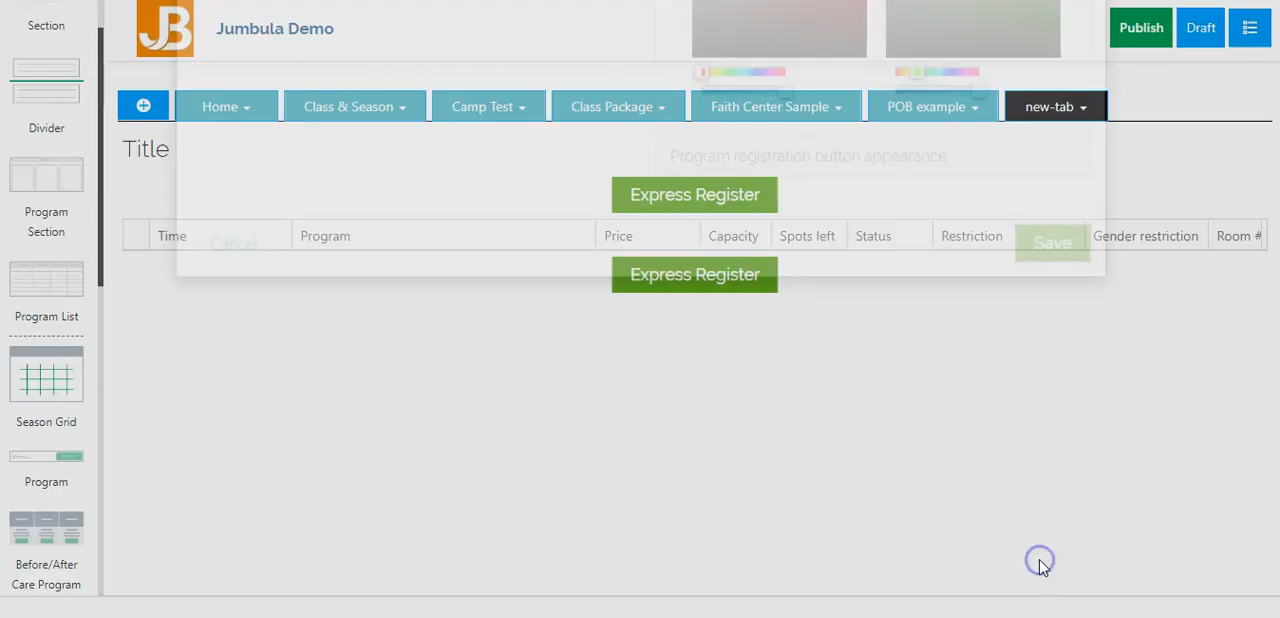 Section
JB
Jumbula Demo
Publish
Draft
Home
Class & Season
Camp Test
Class Package
Faith Center Sample
POB example
new-tab
Divider
Title
Program registration button appearance
Express Register
Program
Section
Time
Program
Price
Capacity
Spots left
Status
Restriction
Gender restriction
Room #
Cancel
Save
Express Register
Program List
Season Grid
Program
Before/After
Care Program